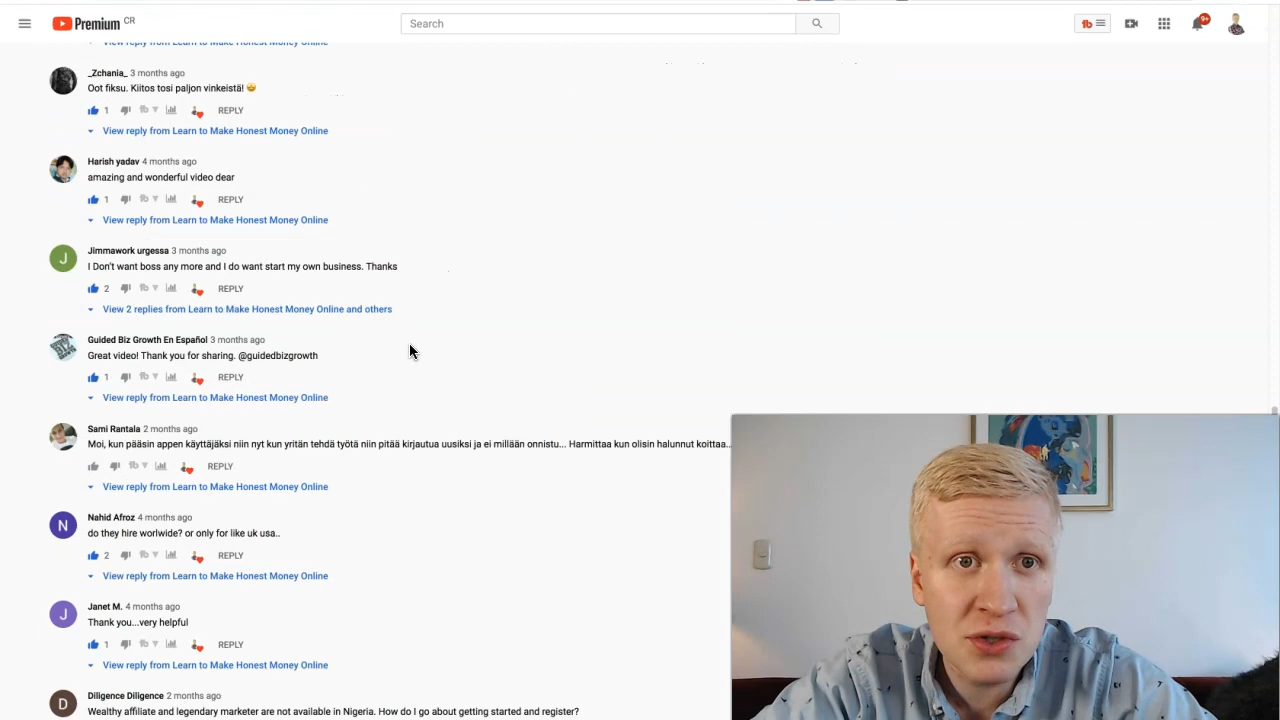 Premium CR
Search
9+
View reply from Learn to Make Honest Money Online
_Zchania_ 3 months ago
Oot fiksu. Kiitos tosi paljon vinkeistä! 🤩
1 REPLY
View reply from Learn to Make Honest Money Online
Harish yadav 4 months ago
amazing and wonderful video dear
1 REPLY
View reply from Learn to Make Honest Money Online
J
Jimmawork urgessa 3 months ago
I Don't want boss any more and I do want start my own business. Thanks
2 REPLY
View 2 replies from Learn to Make Honest Money Online and others
Guided Biz Growth En Español 3 months ago
Great video! Thank you for sharing. @guidedbizgrowth
1 REPLY
View reply from Learn to Make Honest Money Online
Sami Rantala 2 months ago
Moi, kun pääsin appen käyttäjäksi niin nyt kun yritän tehdä työtä niin pitää kirjautua uusiksi ja ei millään onnistu... Harmittaa kun olisin halunnut koittaa..
REPLY
View reply from Learn to Make Honest Money Online
N
Nahid Afroz 4 months ago
do they hire worlwide? or only for like uk usa..
2 REPLY
View reply from Learn to Make Honest Money Online
J
Janet M. 4 months ago
Thank you...very helpful
1 REPLY
View reply from Learn to Make Honest Money Online
D
Diligence Diligence 2 months ago
Wealthy affiliate and legendary marketer are not available in Nigeria. How do I go about getting started and register?